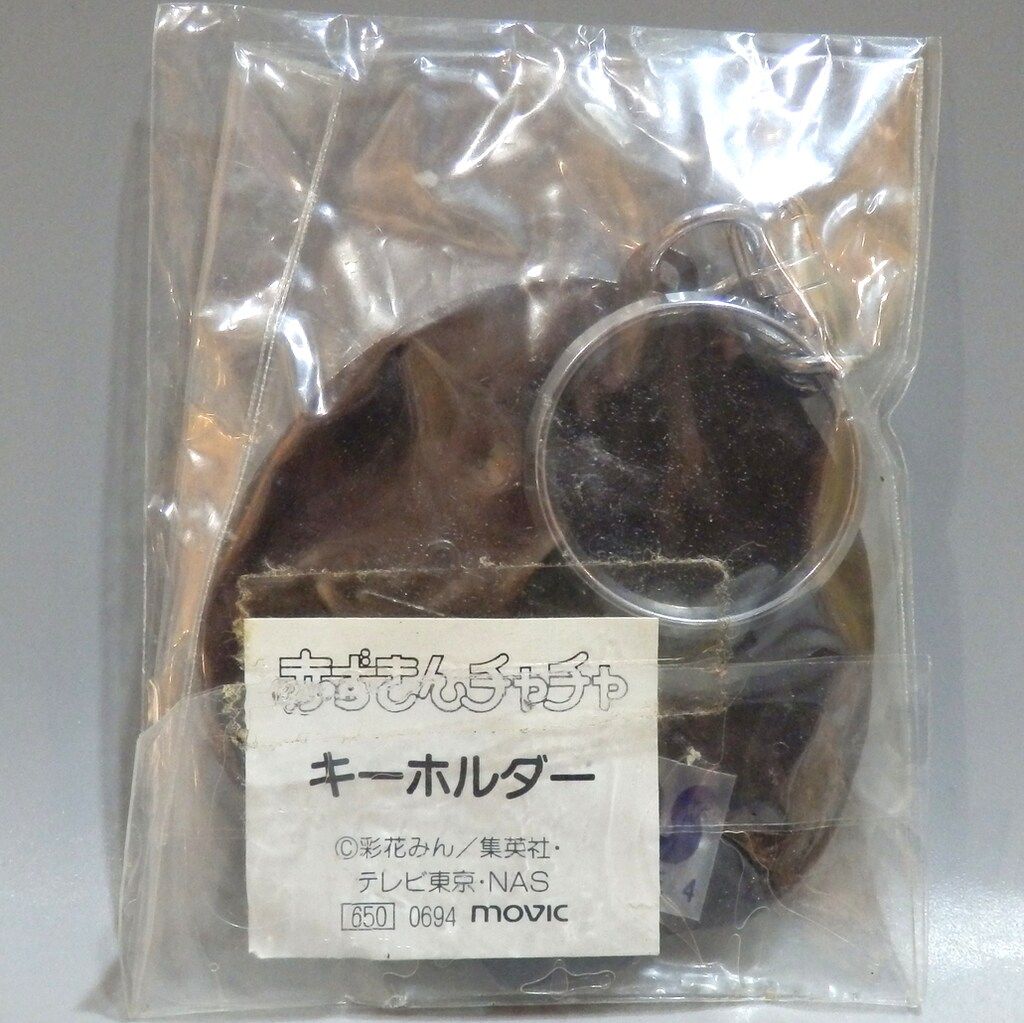 赤ずきんチャチャ
キーホルダー
©彩花みん／集英社・
テレビ東京・NAS
650 0694 movic
4